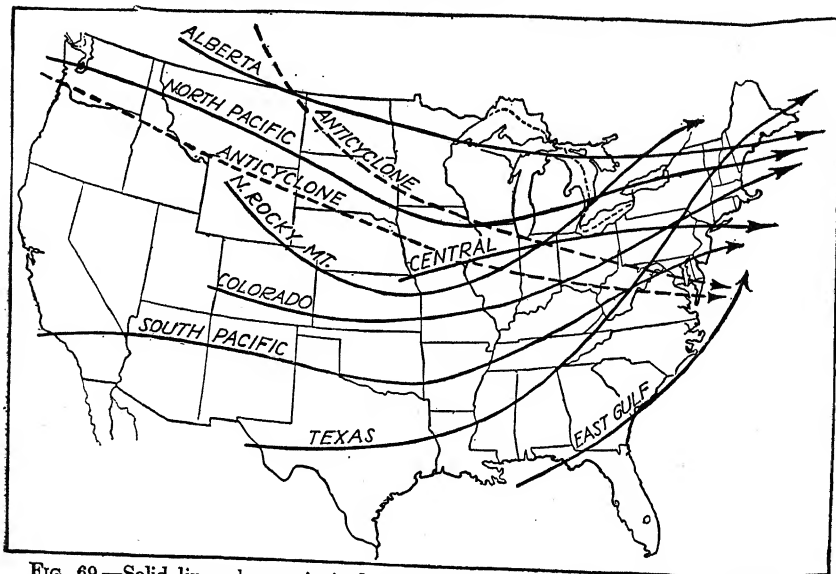 ALBERTA
NORTH PACIFIC
ANTICYCLONE
ANTICYCLONE
N. ROCKY MT.
CENTRAL
COLORADO
SOUTH PACIFIC
TEXAS
EAST GULF
FIG. 69.—Solid lines